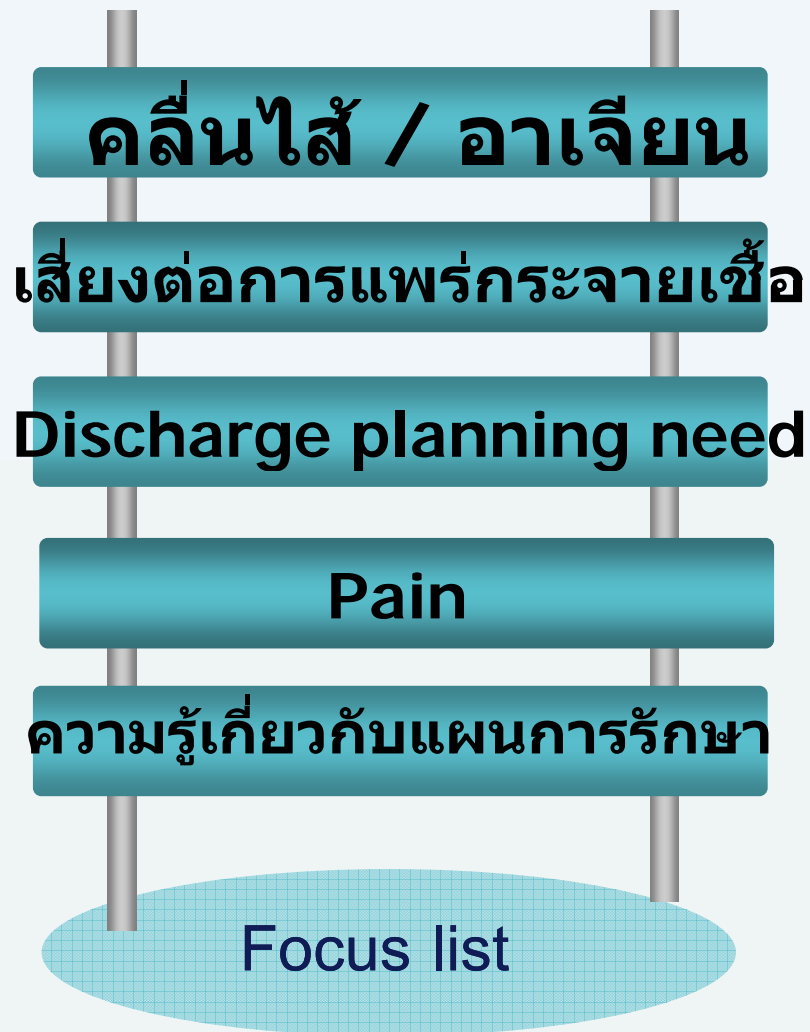 คลื่นไส้ / อาเจียน
เสี่ยงต่อการแพร่กระจายเชื้อ
Discharge planning need
Pain
ความรู้เกี่ยวกับแผนการรักษา
Focus list